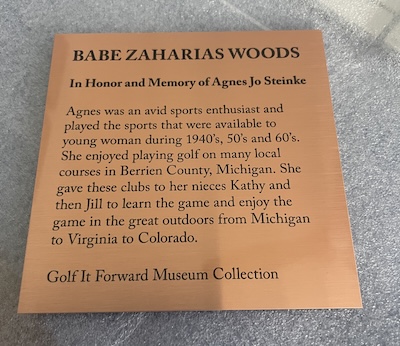 BABE ZAHARIAS WOODS
In Honor and Memory of Agnes Jo Steinke
Agnes was an avid sports enthusiast and
played the sports that were available to
young woman during 1940's, 50's and 60's.
She enjoyed playing golf on many local
courses in Berrien County, Michigan. She
gave these clubs to her nieces Kathy and
then Jill to learn the game and enjoy the
game in the great outdoors from Michigan
to Virginia to Colorado.
Golf It Forward Museum Collection